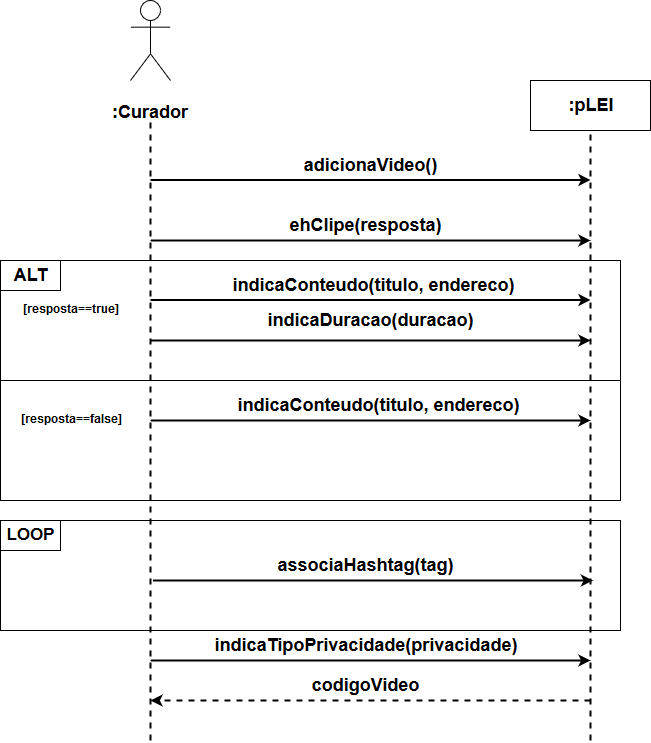 :Curador
:pLEI
adicionaVideo()
ehClipe(resposta)
ALT
indicaConteudo(titulo, endereco)
[resposta==true]
indicaDuracao(duracao)
indicaConteudo(titulo, endereco)
[resposta==false]
LOOP
associaHashtag(tag)
indicaTipoPrivacidade(privacidade)
codigoVideo